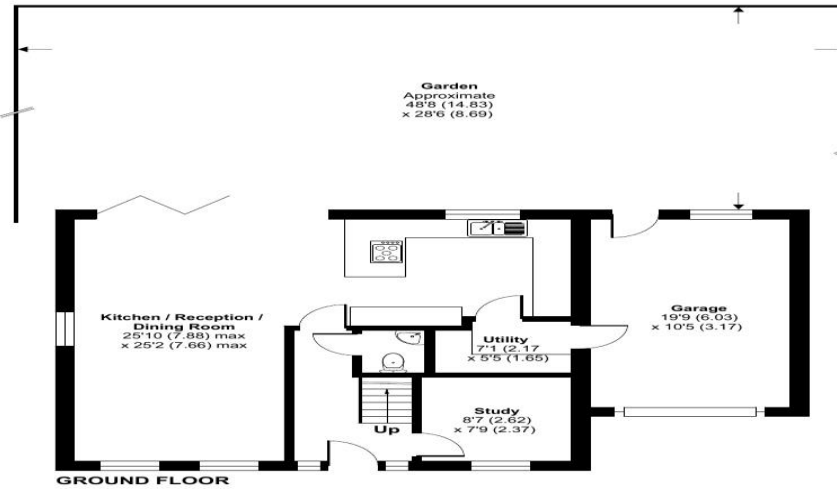 Garden
Approximate
48'8 (14.83)
x 28'6 (8.69)
Kitchen / Reception /
Dining Room
25'10 (7.88) max
x 25'2 (7.66) max
Garage
19'9 (6.03)
x 10'5 (3.17)
Utility
7'1 (2.17
x 5'5 (1.65)
Study
8'7 (2.62)
x 7'9 (2.37)
Up
GROUND FLOOR